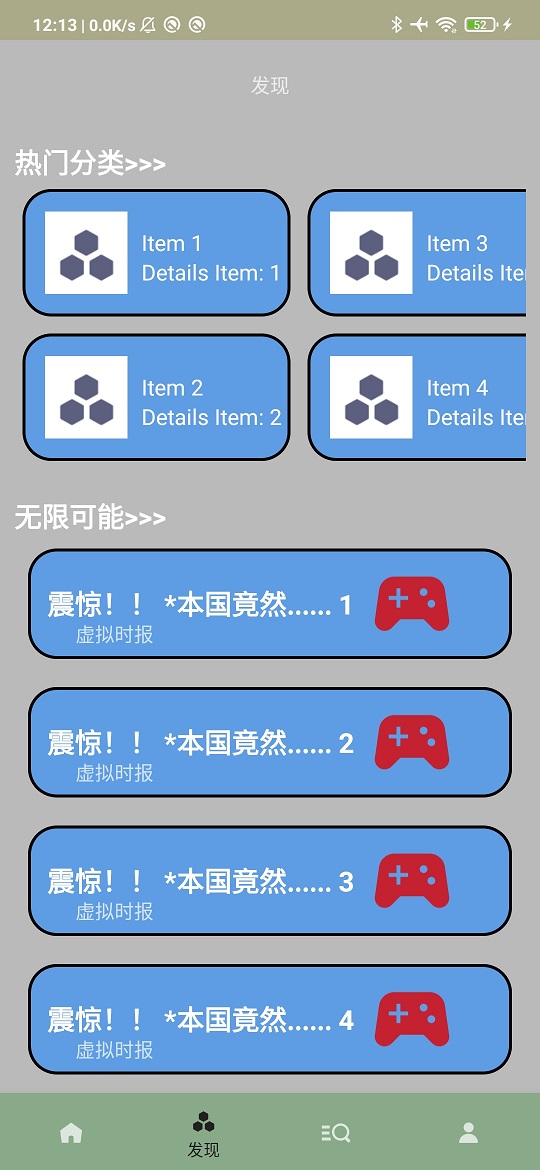 12:13 | 0.0K/s
52
发现
热门分类>>>
Item 1
Details Item: 1
Item 3
Details Ite
Item 2
Details Item: 2
Item 4
Details Ite
无限可能>>>
震惊！！ *本国竟然...... 1
虚拟时报
震惊！！ *本国竟然...... 2
虚拟时报
震惊！！ *本国竟然...... 3
虚拟时报
震惊！！ *本国竟然...... 4
虚拟时报
发现